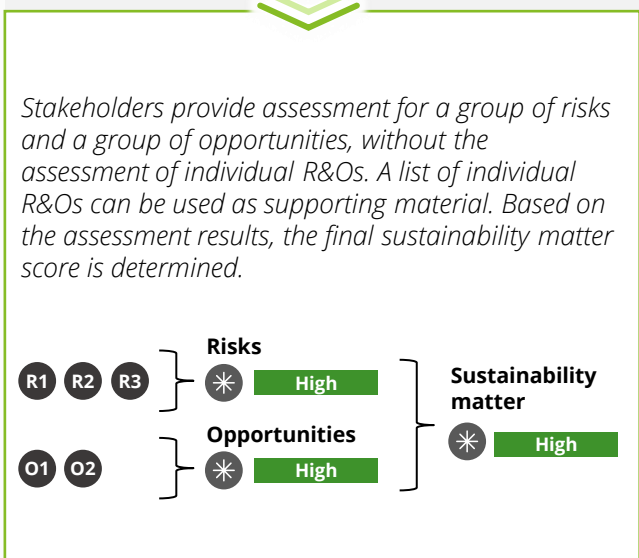 Stakeholders provide assessment for a group of risks
and a group of opportunities, without the
assessment of individual R&Os. A list of individual
R&Os can be used as supporting material. Based on
the assessment results, the final sustainability matter
score is determined.
Risks
R1 R2 R3
High
Sustainability
matter
High
Opportunities
O1 O2
High